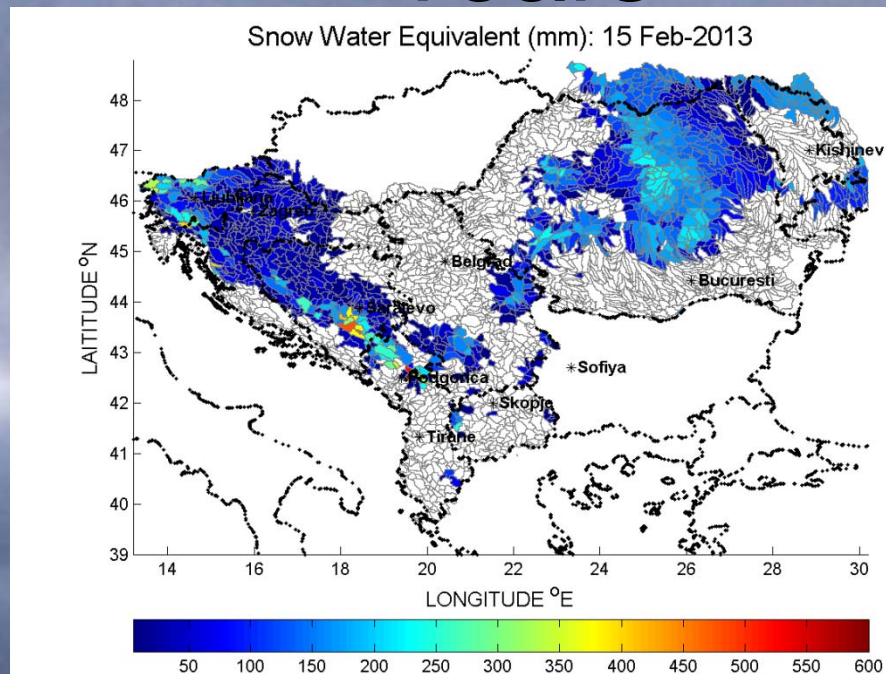 Snow Water Equivalent (mm): 15 Feb-2013
LAITITUDE °N
48
47
46
45
44
43
42
41
40
39
Kishinev
Ljubljana
Zagreb
Belgrad
Bucuresti
Sarajevo
Sofiya
Podgorica
Skopje
Tirane
14 16 18 20 22 24 26 28 30
LONGITUDE °E
50 100 150 200 250 300 350 400 450 500 550 600